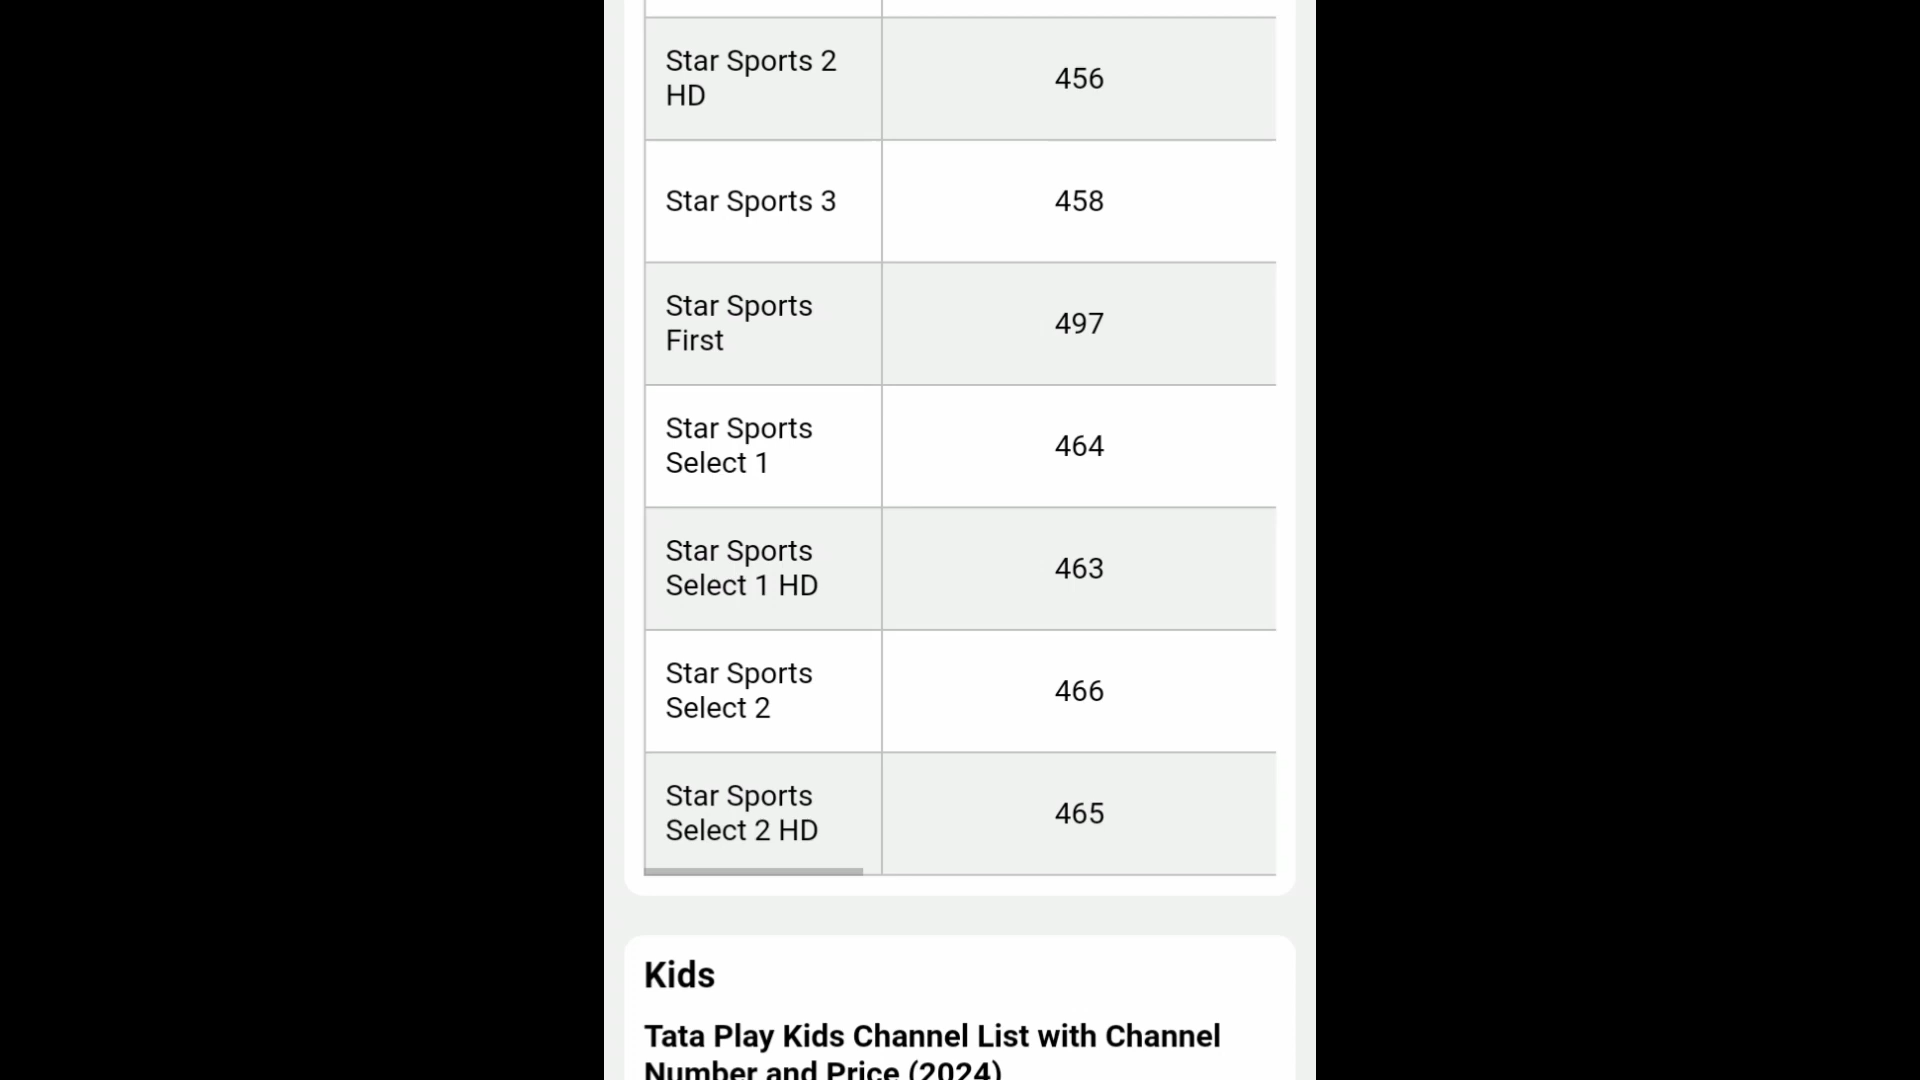 Star Sports 2
HD
456
Star Sports 3
458
Star Sports
First
497
Star Sports
Select 1
464
Star Sports
Select 1 HD
463
Star Sports
Select 2
466
Star Sports
Select 2 HD
465
Kids
Tata Play Kids Channel List with Channel
Number and Price (2024)